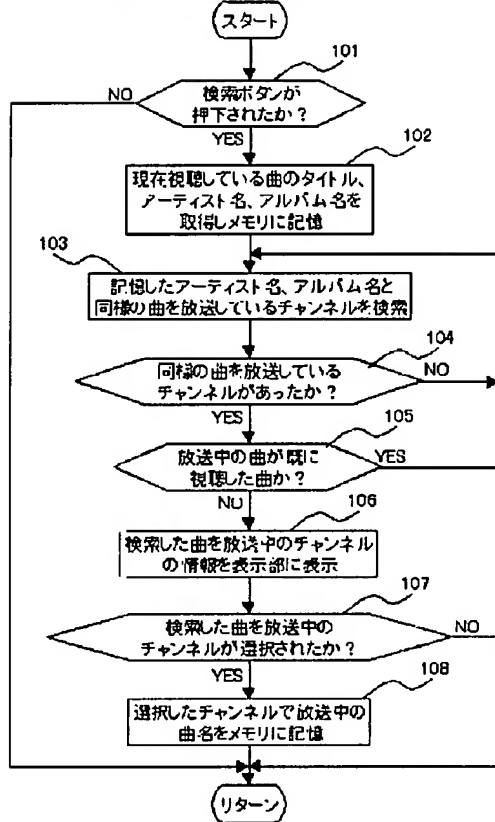 スタート
101
検索ボタンが
押下されたか？
NO
YES
102
現在視聴している曲のタイトル、
アーティスト名、アルバム名を
取得しメモリに記憶
103
記憶したアーティスト名、アルバム名と
同様の曲を放送しているチャンネルを検索
104
同様の曲を放送している
チャンネルがあったか？
NO
YES
105
放送中の曲が既に
視聴した曲か？
YES
NO
106
検索した曲を放送中のチャンネル
の情報を表示部に表示
107
検索した曲を放送中の
チャンネルが選択されたか？
NO
YES
108
選択したチャンネルで放送中の
曲名をメモリに記憶
リターン